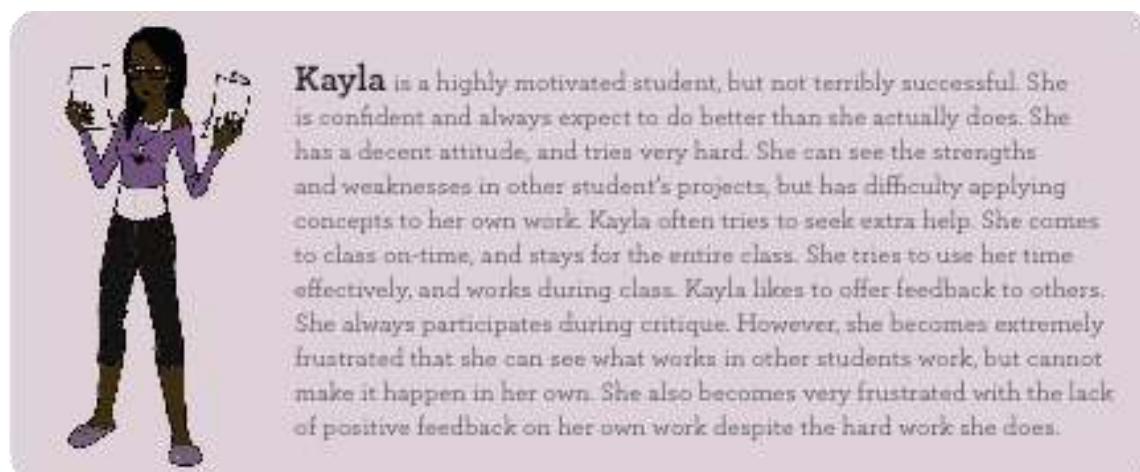 Kayla is a highly motivated student, but not terribly successful. She
is confident and always expect to do better than she actually does. She
has a decent attitude, and tries very hard. She can see the strengths
and weaknesses in other student's projects, but has difficulty applying
concepts to her own work. Kayla often tries to seek extra help. She comes
to class on-time, and stays for the entire class. She tries to use her time
effectively, and works during class. Kayla likes to offer feedback to others.
She always participates during critique. However, she becomes extremely
frustrated that she can see what works in other students work, but cannot
make it happen in her own. She also becomes very frustrated with the lack
of positive feedback on her own work despite the hard work she does.